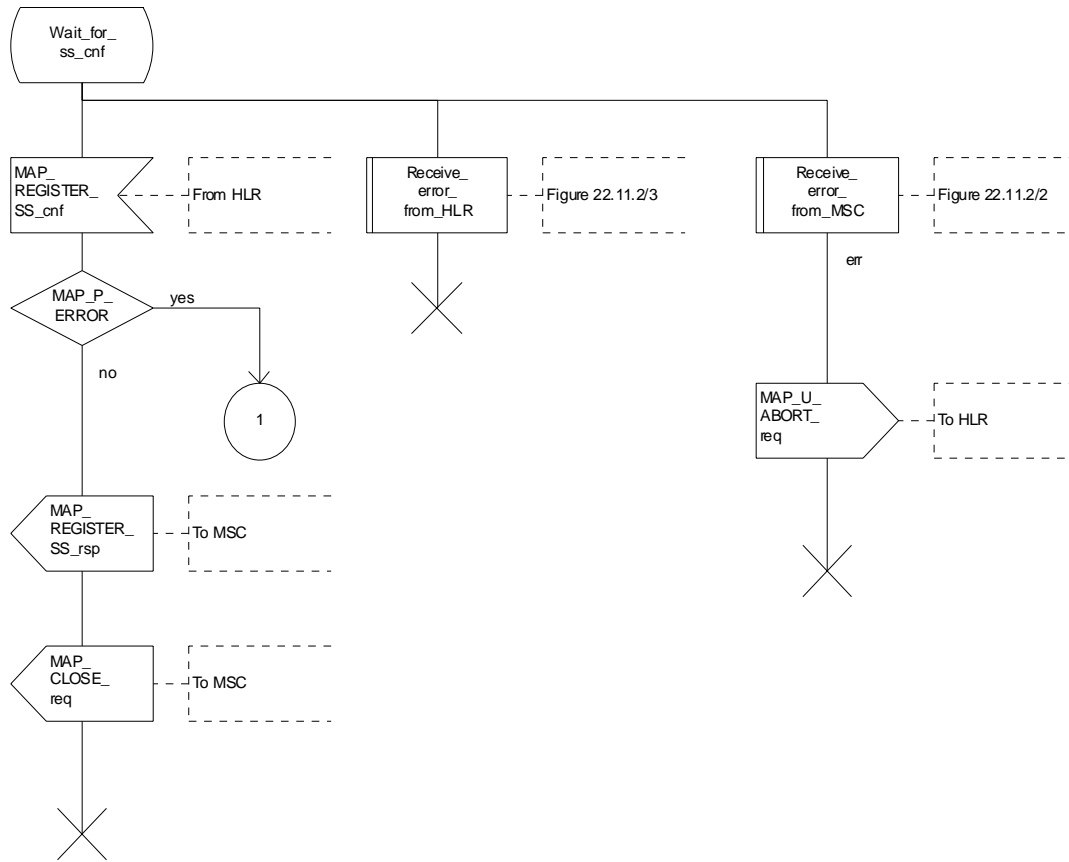 Wait_for_
ss_cnf
MAP_
REGISTER_
SS_cnf
From HLR
Receive_
error_
from_HLR
Figure 22.11.2/3
Receive_
error_
from_MSC
Figure 22.11.2/2
err
MAP_P_
ERROR
yes
no
1
MAP_U_
ABORT_
req
To HLR
MAP_
REGISTER_
SS_rsp
To MSC
MAP_
CLOSE_
req
To MSC